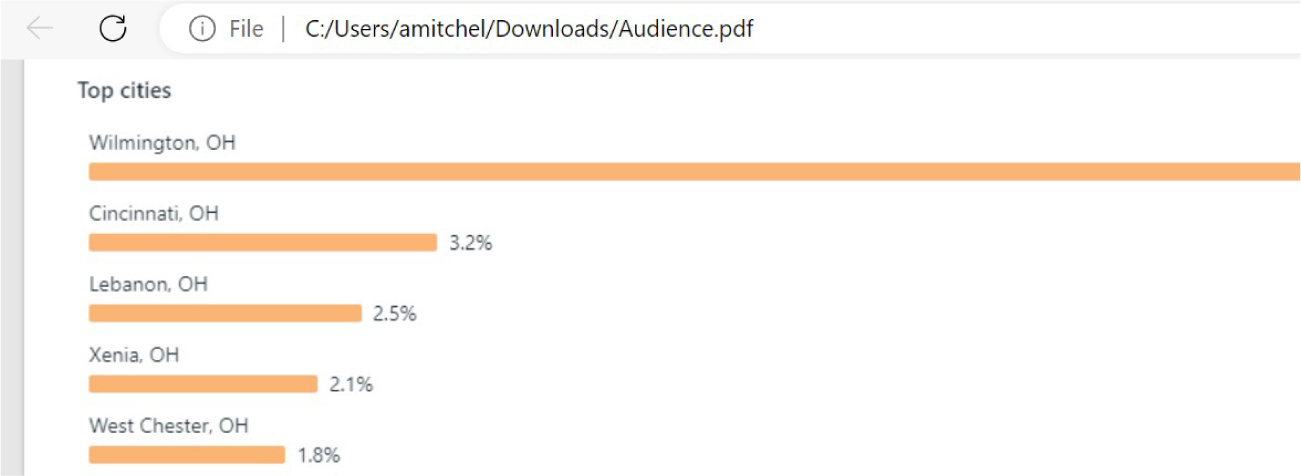 File | C:/Users/amitchel/Downloads/Audience.pdf
Top cities
Wilmington, OH
Cincinnati, OH
3.2%
Lebanon, OH
2.5%
Xenia, OH
2.1%
West Chester, OH
1.8%